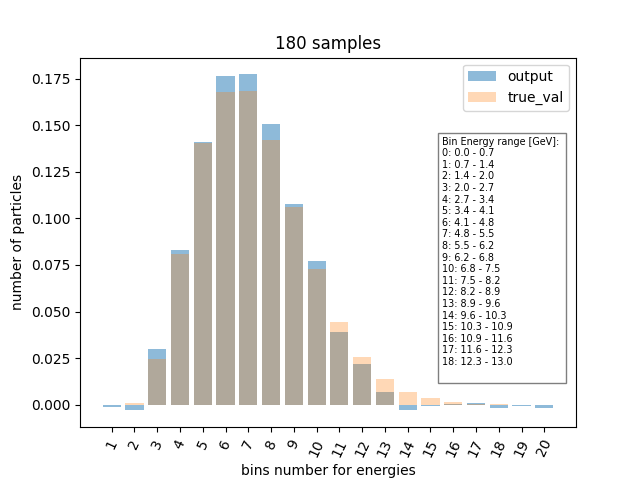 180 samples
output
true_val
Bin Energy range [GeV]:
0: 0.0 - 0.7
1: 0.7 - 1.4
2: 1.4 - 2.0
3: 2.0 - 2.7
4: 2.7 - 3.4
5: 3.4 - 4.1
6: 4.1 - 4.8
7: 4.8 - 5.5
8: 5.5 - 6.2
9: 6.2 - 6.8
10: 6.8 - 7.5
11: 7.5 - 8.2
12: 8.2 - 8.9
13: 8.9 - 9.6
14: 9.6 - 10.3
15: 10.3 - 10.9
16: 10.9 - 11.6
17: 11.6 - 12.3
18: 12.3 - 13.0
number of particles
0.175
0.150
0.125
0.100
0.075
0.050
0.025
0.000
1 2 3 4 5 6 7 8 9 10 11 12 13 14 15 16 17 18 19 20
bins number for energies